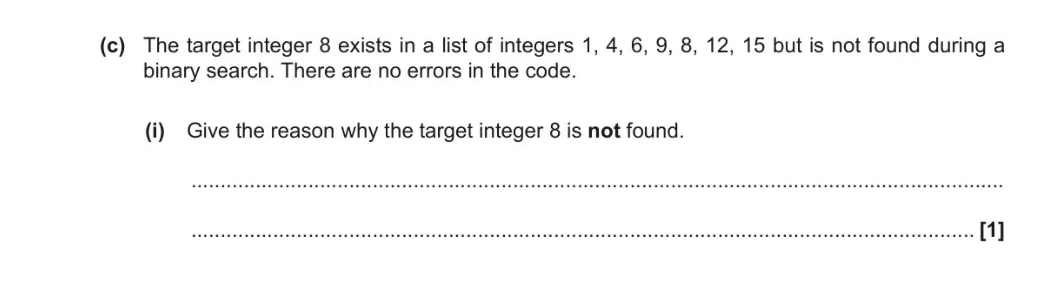 (c) The target integer 8 exists in a list of integers 1, 4, 6, 9, 8, 12, 15 but is not found during a
binary search. There are no errors in the code.
(i) Give the reason why the target integer 8 is not found.
[1]